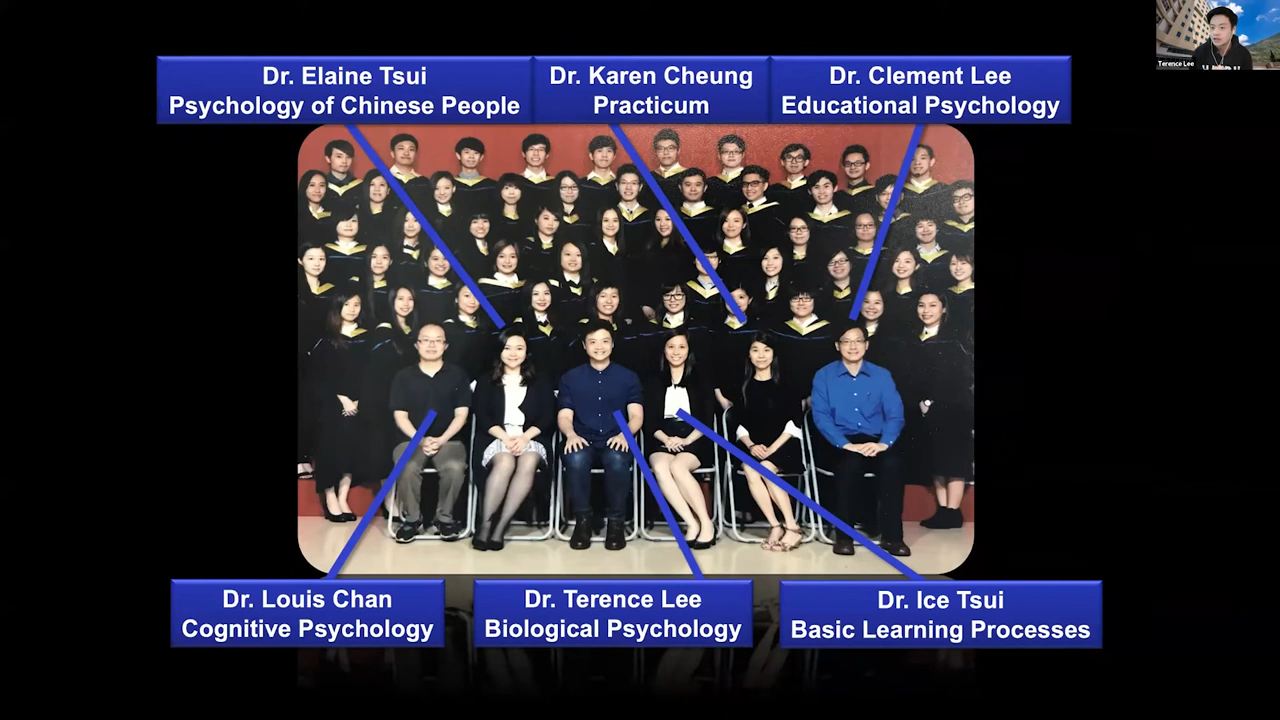 Terence Lee
Dr. Elaine Tsui
Psychology of Chinese People
Dr. Karen Cheung
Practicum
Dr. Clement Lee
Educational Psychology
Dr. Louis Chan
Cognitive Psychology
Dr. Terence Lee
Biological Psychology
Dr. Ice Tsui
Basic Learning Processes